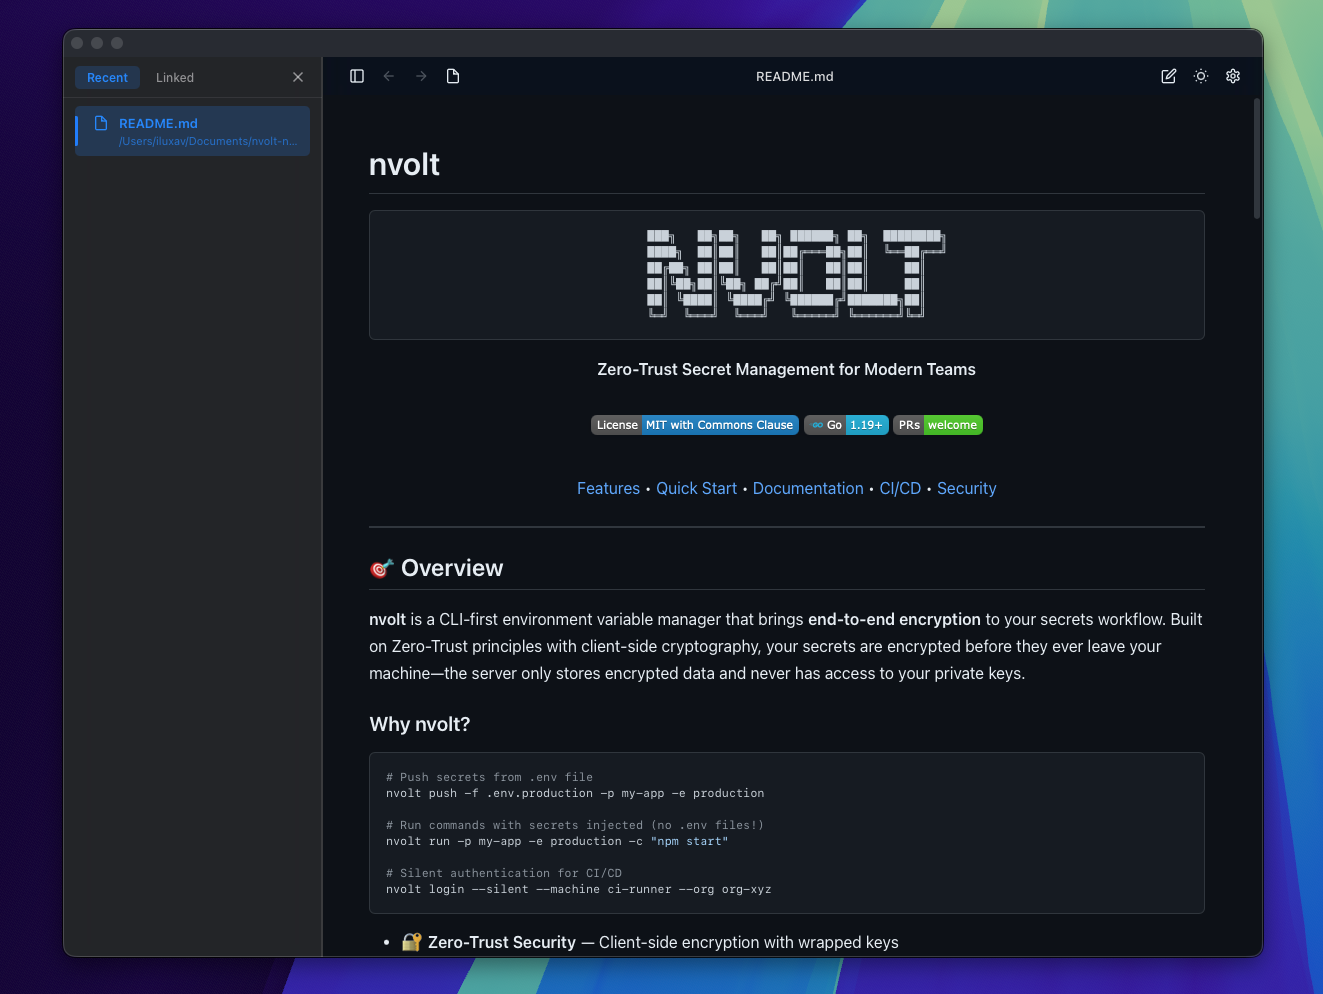 Recent Linked
README.md
README.md
/Users/iluxav/Documents/nvolt-n...
nvolt
NVOLT
Zero-Trust Secret Management for Modern Teams
License MIT with Commons Clause GO Go 1.19+ PRs welcome
Features • Quick Start • Documentation • CI/CD • Security
🎯 Overview
nvolt is a CLI-first environment variable manager that brings end-to-end encryption to your secrets workflow. Built
on Zero-Trust principles with client-side cryptography, your secrets are encrypted before they ever leave your
machine—the server only stores encrypted data and never has access to your private keys.
Why nvolt?
# Push secrets from .env file
nvolt push -f .env.production -p my-app -e production
# Run commands with secrets injected (no .env files!)
nvolt run -p my-app -e production -c "npm start"
# Silent authentication for CI/CD
nvolt login --silent --machine ci-runner --org org-xyz
• 🔐 Zero-Trust Security — Client-side encryption with wrapped keys